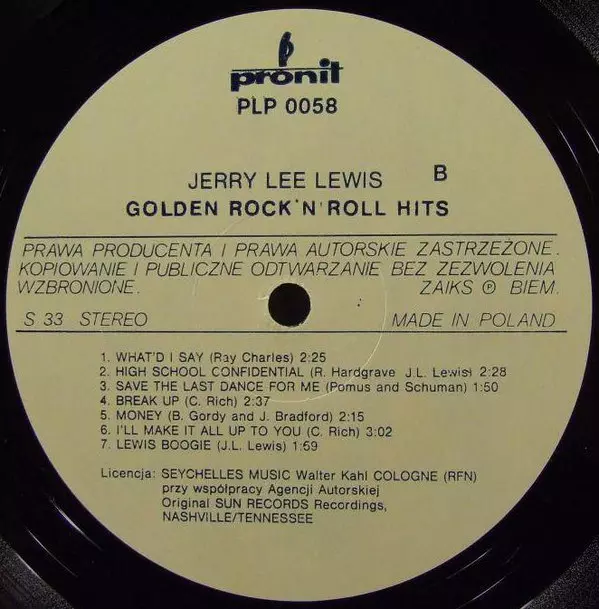 pronit
PLP 0058
JERRY LEE LEWIS B
GOLDEN ROCK'N'ROLL HITS
PRAWA PRODUCENTA I PRAWA AUTORSKIE ZASTRZEŻONE.
KOPIOWANIE I PUBLICZNE ODTWARZANIE BEZ ZEZWOLENIA
WZBRONIONE. ZAIKS Ⓟ BIEM.
S 33 STEREO MADE IN POLAND
1. WHAT'D I SAY (Ray Charles) 2:25
2. HIGH SCHOOL CONFIDENTIAL (R. Hardgrave J.L. Lewis) 2:28
3. SAVE THE LAST DANCE FOR ME (Pomus and Schuman) 1:50
4. BREAK UP (C. Rich) 2:37
5. MONEY (B. Gordy and J. Bradford) 2:15
6. I'LL MAKE IT ALL UP TO YOU (C. Rich) 3:02
7. LEWIS BOOGIE (J.L. Lewis) 1:59
Licencja: SEYCHELLES MUSIC Walter Kahl COLOGNE (RFN)
przy współpracy Agencji Autorskiej
Original SUN RECORDS Recordings,
NASHVILLE/TENNESSEE